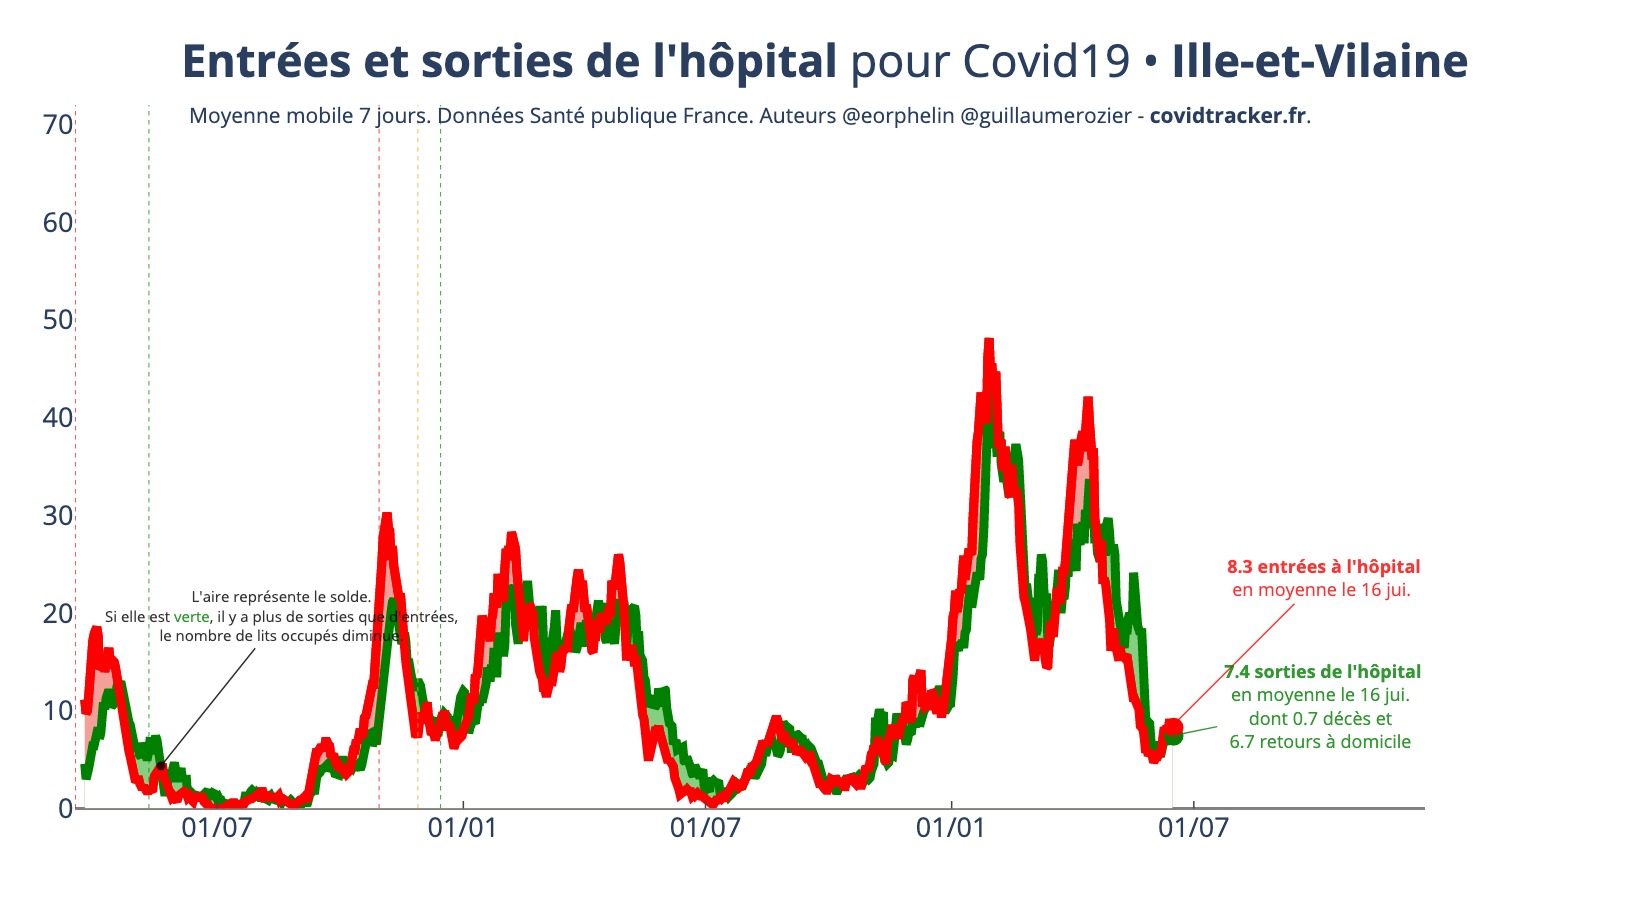 Entrées et sorties de l'hôpital pour Covid19 • Ille-et-Vilaine
Moyenne mobile 7 jours. Données Santé publique France. Auteurs @eorphelin @guillaumerozier - covidtracker.fr.
70
60
50
40
30
20
10
0
L'aire représente le solde.
Si elle est verte, il y a plus de sorties que d'entrées,
le nombre de lits occupés diminue.
8.3 entrées à l'hôpital
en moyenne le 16 jui.
7.4 sorties de l'hôpital
en moyenne le 16 jui.
dont 0.7 décès et
6.7 retours à domicile
01/07
01/01
01/07
01/01
01/07